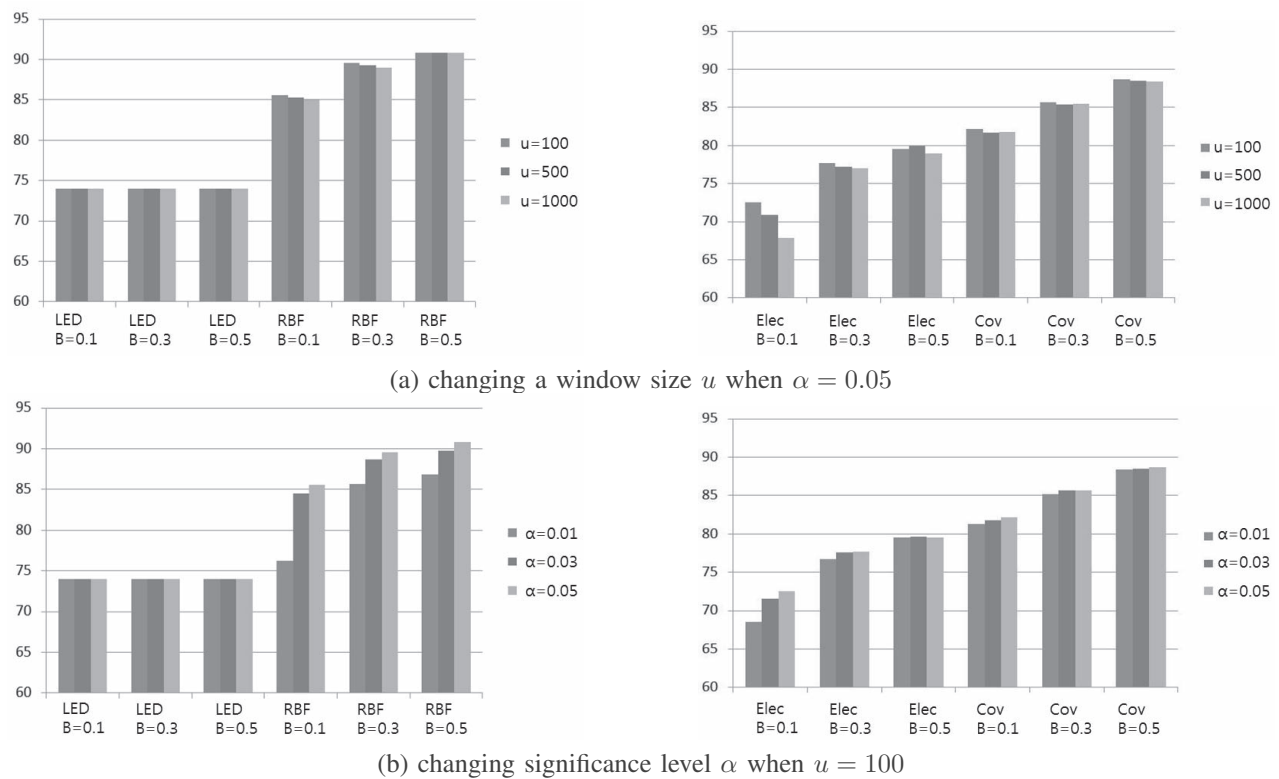 95
90
85
80
75
70
65
60
LED RBF
B=0.1 B=0.3 B=0.5 B=0.1 B=0.3 B=0.5
LED LED LED RBF RBF RBF
u=100
u=500
u=1000
95
90
85
80
75
70
65
60
Elec Elec Elec Cov Cov Cov
B=0.1 B=0.3 B=0.5 B=0.1 B=0.3 B=0.5
u=100
u=500
u=1000
(a) changing a window size u when α = 0.05
95
90
85
80
75
70
65
60
LED LED LED RBF RBF RBF
B=0.1 B=0.3 B=0.5 B=0.1 B=0.3 B=0.5
α=0.01
α=0.03
α=0.05
95
90
85
80
75
70
65
60
Elec Elec Elec Cov Cov Cov
B=0.1 B=0.3 B=0.5 B=0.1 B=0.3 B=0.5
α=0.01
α=0.03
α=0.05
(b) changing significance level α when u = 100